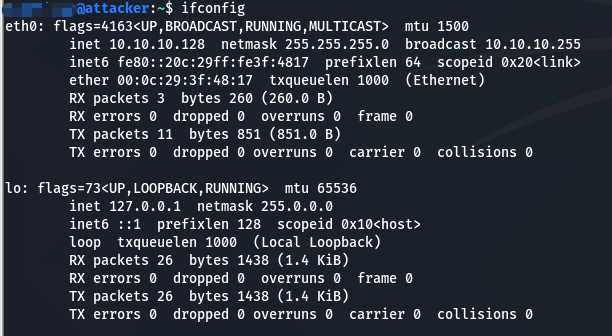 @attacker:~$ ifconfig
eth0: flags=4163<UP,BROADCAST,RUNNING,MULTICAST>  mtu 1500
        inet 10.10.10.128  netmask 255.255.255.0  broadcast 10.10.10.255
        inet6 fe80::20c:29ff:fe3f:4817  prefixlen 64  scopeid 0x20<link>
        ether 00:0c:29:3f:48:17  txqueuelen 1000  (Ethernet)
        RX packets 3  bytes 260 (260.0 B)
        RX errors 0  dropped 0  overruns 0  frame 0
        TX packets 11  bytes 851 (851.0 B)
        TX errors 0  dropped 0 overruns 0  carrier 0  collisions 0
lo: flags=73<UP,LOOPBACK,RUNNING>  mtu 65536
        inet 127.0.0.1  netmask 255.0.0.0
        inet6 ::1  prefixlen 128  scopeid 0x10<host>
        loop  txqueuelen 1000  (Local Loopback)
        RX packets 26  bytes 1438 (1.4 KiB)
        RX errors 0  dropped 0  overruns 0  frame 0
        TX packets 26  bytes 1438 (1.4 KiB)
        TX errors 0  dropped 0 overruns 0  carrier 0  collisions 0